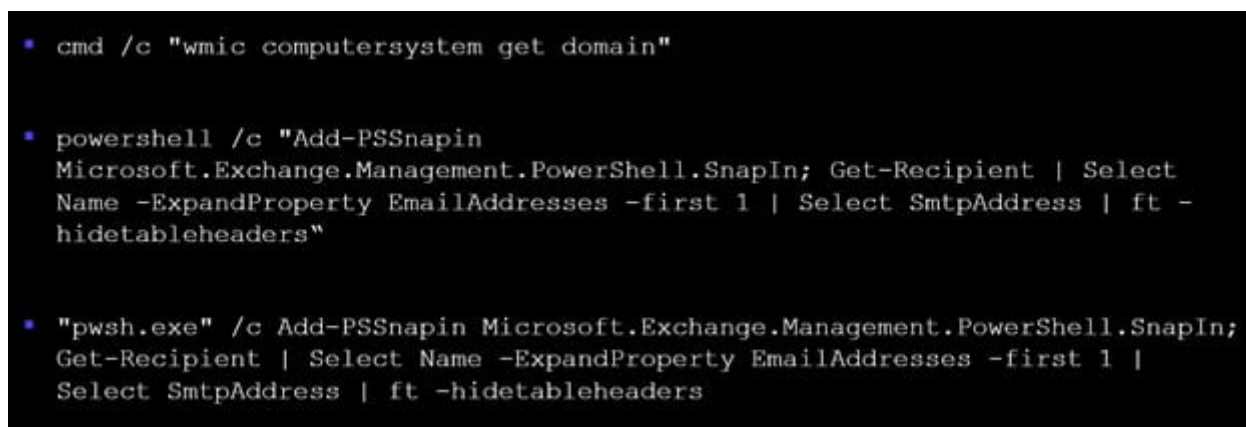 ▪ cmd /c "wmic computersystem get domain"
▪ powershell /c "Add-PSSnapin
Microsoft.Exchange.Management.PowerShell.SnapIn; Get-Recipient | Select
Name -ExpandProperty EmailAddresses -first 1 | Select SmtpAddress | ft -
hidetableheaders“
▪ "pwsh.exe" /c Add-PSSnapin Microsoft.Exchange.Management.PowerShell.SnapIn;
Get-Recipient | Select Name -ExpandProperty EmailAddresses -first 1 |
Select SmtpAddress | ft -hidetableheaders